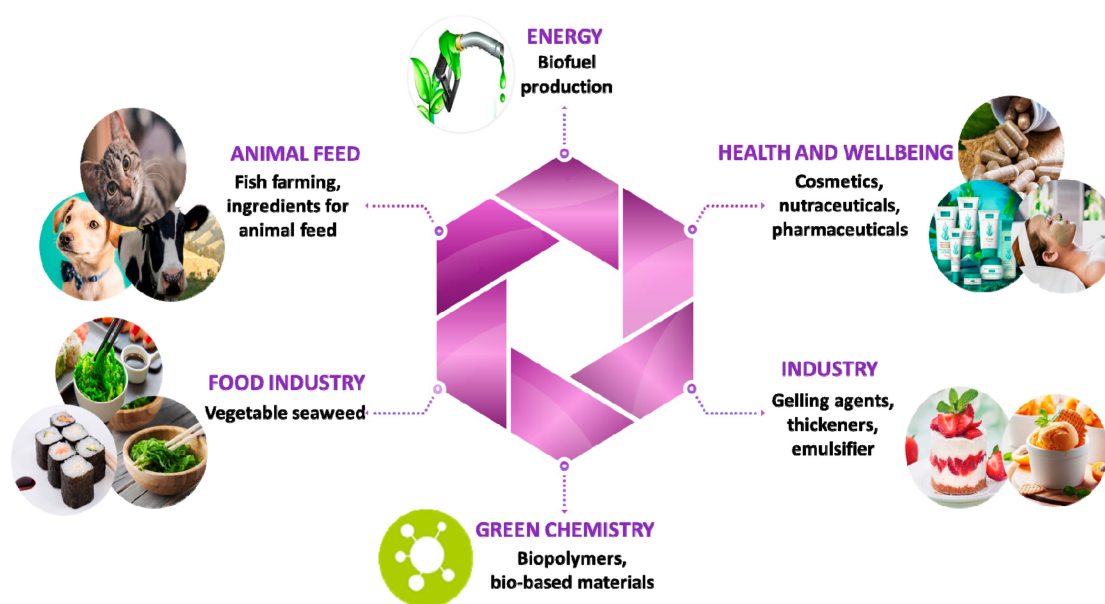 ENERGY
Biofuel
production
ANIMAL FEED
Fish farming,
ingredients for
animal feed
HEALTH AND WELLBEING
Cosmetics,
nutraceuticals,
pharmaceuticals
FOOD INDUSTRY
Vegetable seaweed
INDUSTRY
Gelling agents,
thickeners,
emulsifier
GREEN CHEMISTRY
Biopolymers,
bio-based materials